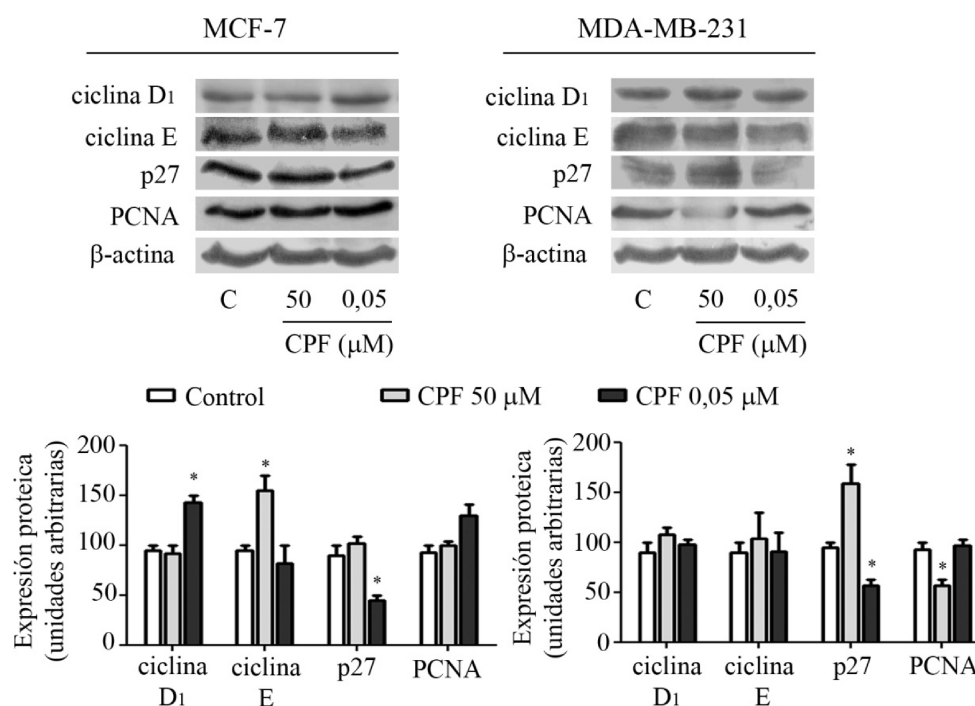 MCF-7
ciclina D1
ciclina E
p27
PCNA
β-actina
C 50 0,05
CPF (μM)
MDA-MB-231
ciclina D1
ciclina E
p27
PCNA
β-actina
C 50 0,05
CPF (μM)
Control CPF 50 μM CPF 0,05 μM
Expresión proteica
(unidades arbitrarias)
200
150
100
50
0
* * *
ciclina D1
ciclina E
p27
PCNA
Expresión proteica
(unidades arbitrarias)
200
150
100
50
0
* * *
ciclina D1
ciclina E
p27
PCNA